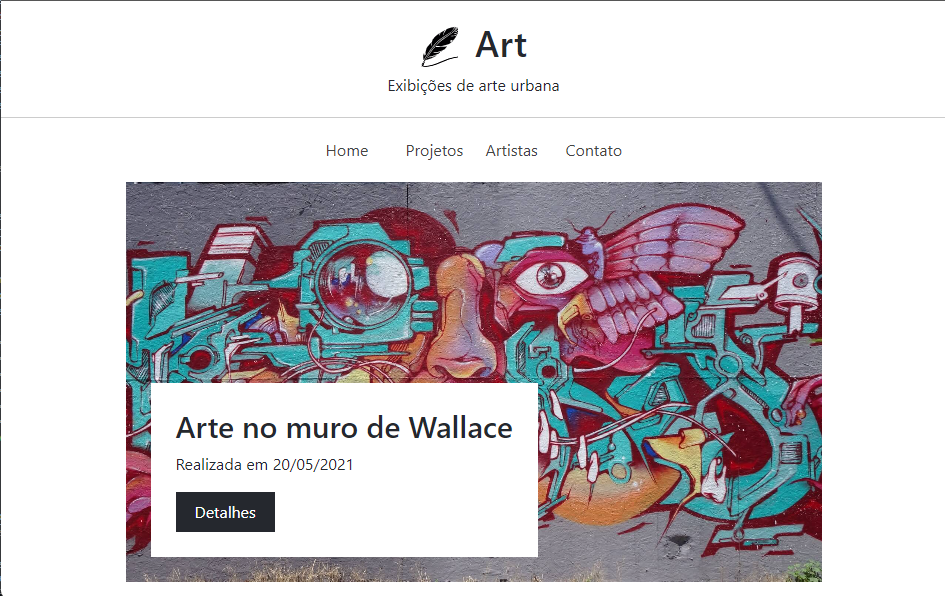 Art
Exibições de arte urbana
Home Projetos Artistas Contato
Arte no muro de Wallace
Realizada em 20/05/2021
Detalhes